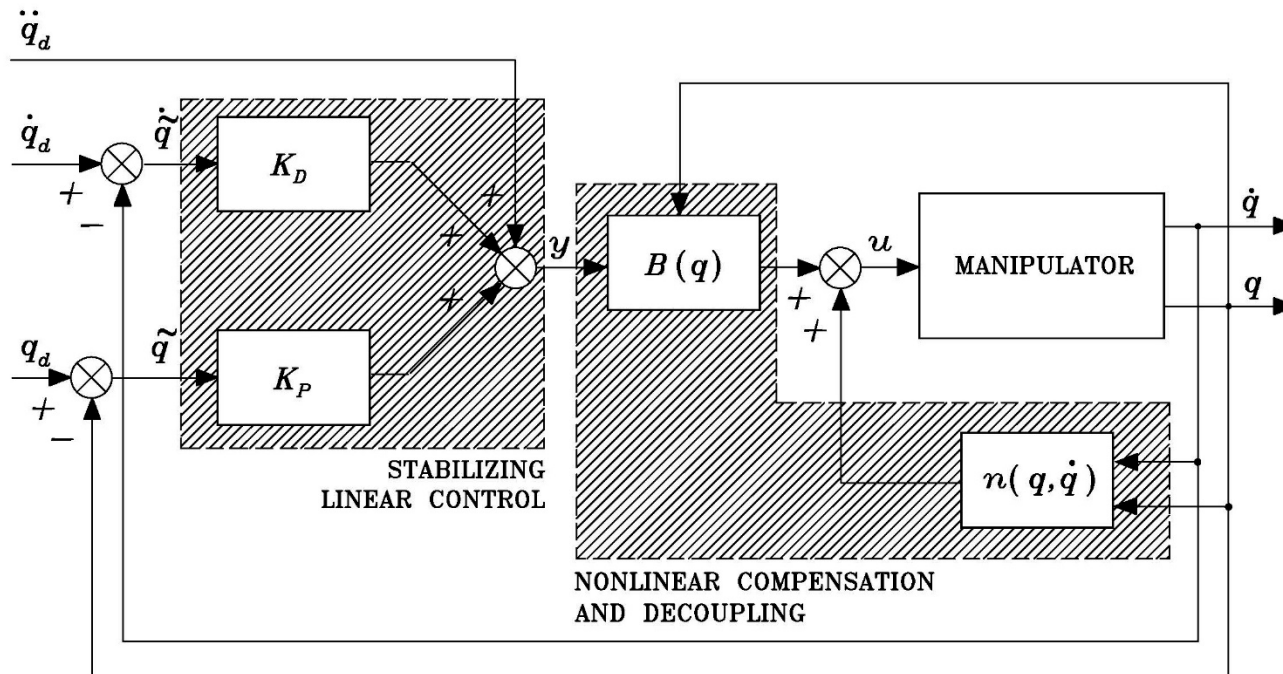 q̈_d
q̇_d
+
−
q̃̇
K_D
+
+
+
y
B(q)
+
+
u
MANIPULATOR
q̇
q
q_d
+
−
q̃
K_P
n(q,q̇)
STABILIZING
LINEAR CONTROL
NONLINEAR COMPENSATION
AND DECOUPLING